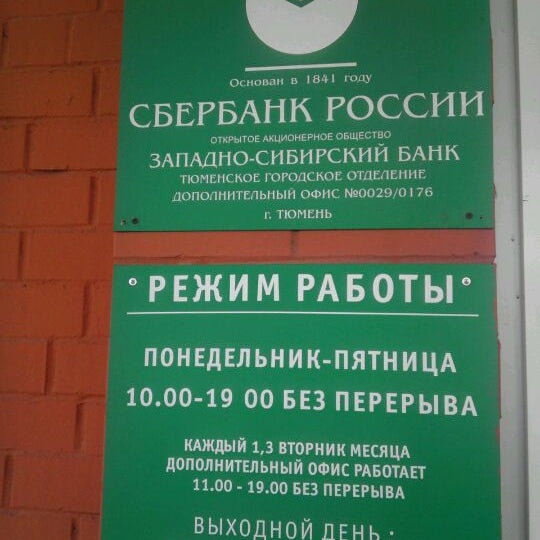 Основан в 1841 году
СБЕРБАНК РОССИИ
ОТКРЫТОЕ АКЦИОНЕРНОЕ ОБЩЕСТВО
ЗАПАДНО-СИБИРСКИЙ БАНК
ТЮМЕНСКОЕ ГОРОДСКОЕ ОТДЕЛЕНИЕ
ДОПОЛНИТЕЛЬНЫЙ ОФИС №0029/0176
г. ТЮМЕНЬ
РЕЖИМ РАБОТЫ
ПОНЕДЕЛЬНИК-ПЯТНИЦА
10.00-19 00 БЕЗ ПЕРЕРЫВА
КАЖДЫЙ 1,3 ВТОРНИК МЕСЯЦА
ДОПОЛНИТЕЛЬНЫЙ ОФИС РАБОТАЕТ
11.00 - 19.00 БЕЗ ПЕРЕРЫВА
ВЫХОДНОЙ ДЕНЬ :